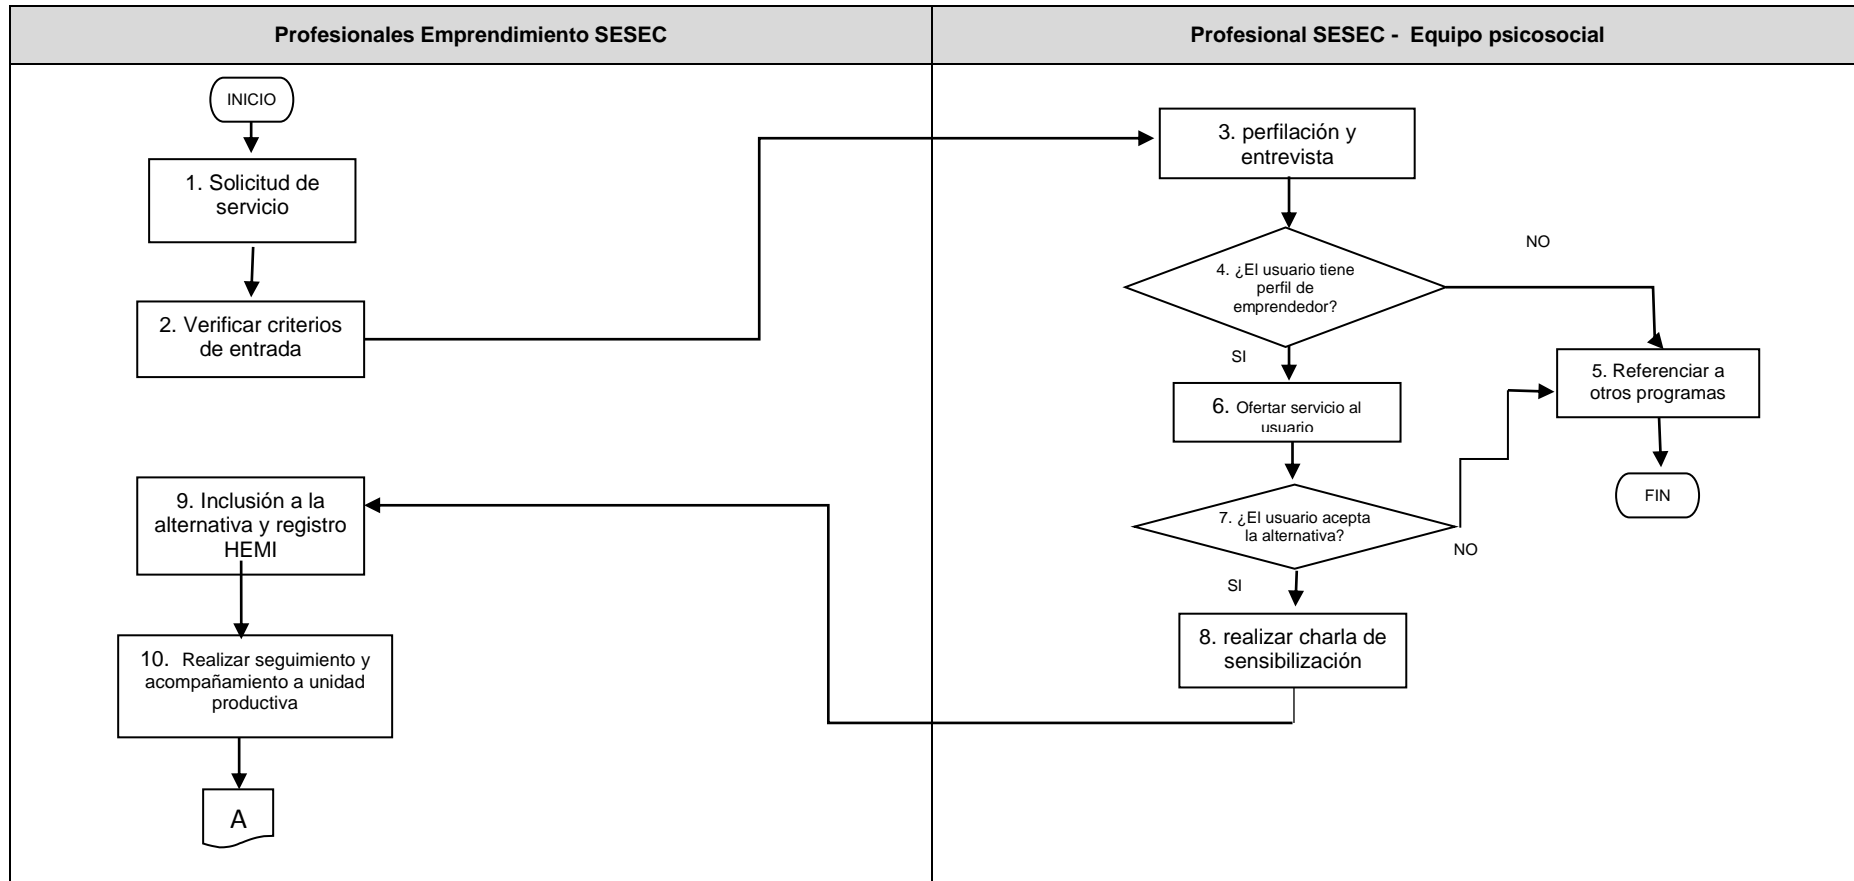 Profesionales Emprendimiento SESEC
Profesional SESEC - Equipo psicosocial
INICIO
1. Solicitud de
servicio
2. Verificar criterios
de entrada
3. perfilación y
entrevista
4. ¿El usuario tiene
perfil de
emprendedor?
NO
SI
5. Referenciar a
otros programas
FIN
6. Ofertar servicio al
usuario
7. ¿El usuario acepta
la alternativa?
NO
SI
8. realizar charla de
sensibilización
9. Inclusión a la
alternativa y registro
HEMI
10. Realizar seguimiento y
acompañamiento a unidad
productiva
A